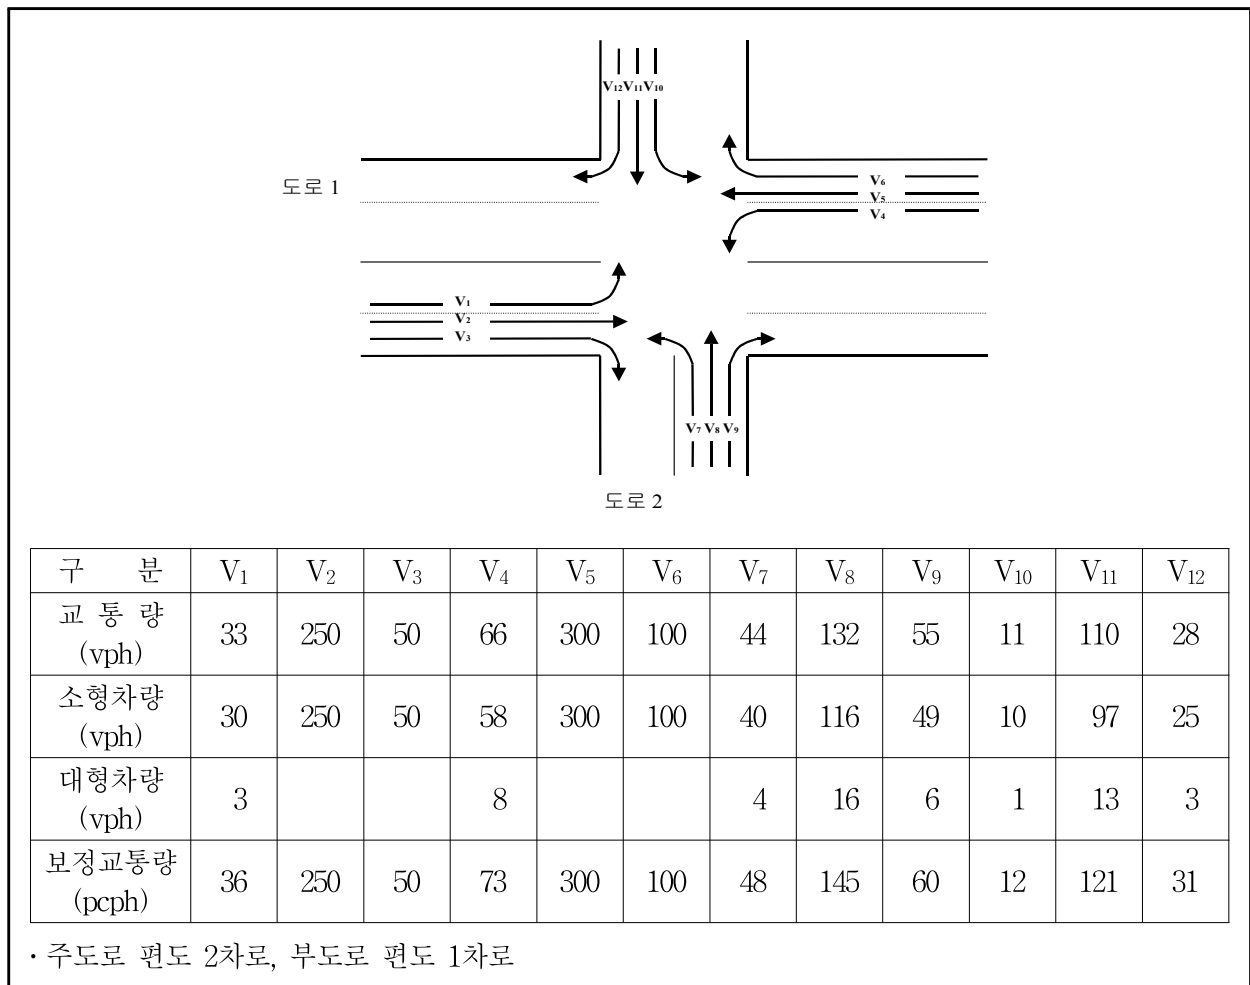 V₁₂ V₁₁ V₁₀
도로 1
V₆
V₅
V₄
V₁
V₂
V₃
V₇ V₈ V₉
도로 2
구 분 V₁ V₂ V₃ V₄ V₅ V₆ V₇ V₈ V₉ V₁₀ V₁₁ V₁₂
교 통 량 (vph) 33 250 50 66 300 100 44 132 55 11 110 28
소형차량 (vph) 30 250 50 58 300 100 40 116 49 10 97 25
대형차량 (vph) 3 8 4 16 6 1 13 3
보정교통량 (pcph) 36 250 50 73 300 100 48 145 60 12 121 31
· 주도로 편도 2차로, 부도로 편도 1차로